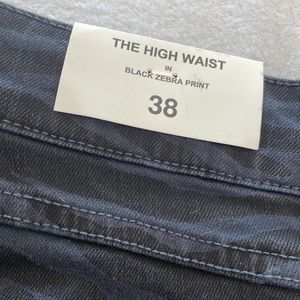 THE HIGH WAIST
IN
BLACK ZEBRA PRINT
38